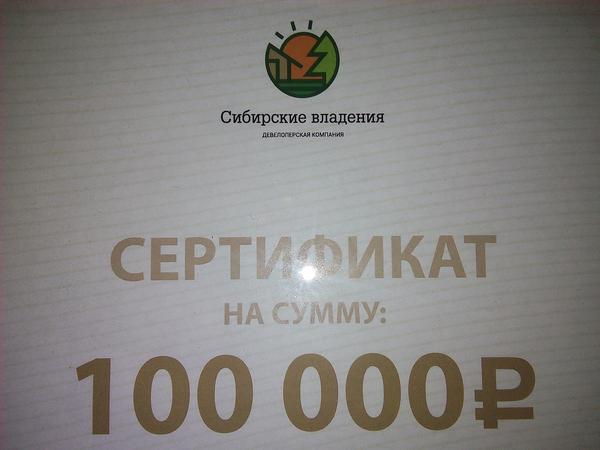 Сибирские владения
ДЕВЕЛОПЕРСКАЯ КОМПАНИЯ
СЕРТИФИКАТ
НА СУММУ:
100 000₽